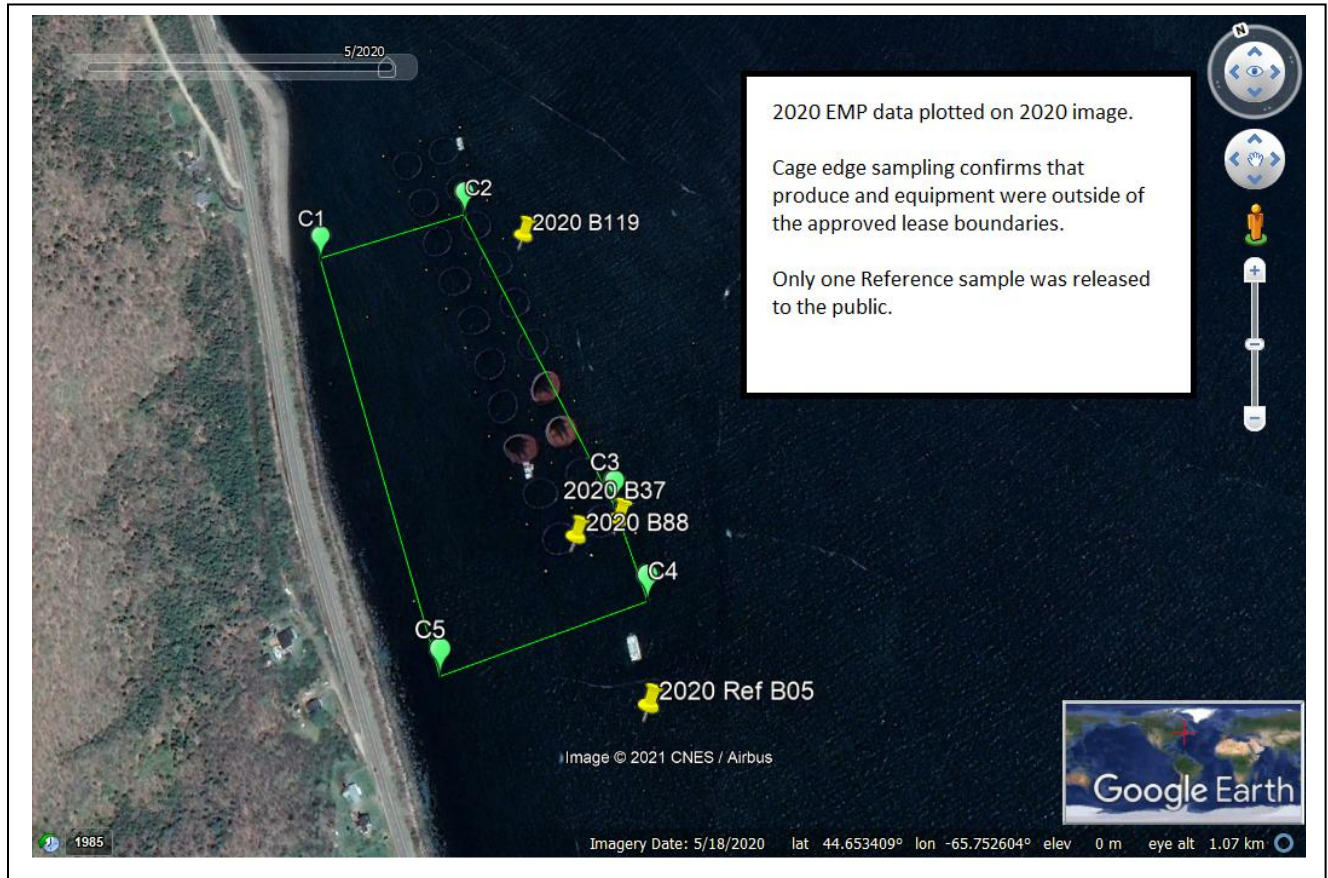 5/2020
N
2020 EMP data plotted on 2020 image.
Cage edge sampling confirms that
produce and equipment were outside of
the approved lease boundaries.
Only one Reference sample was released
to the public.
C1
C2
2020 B119
C3
2020 B37
2020 B88
C4
C5
2020 Ref B05
Image © 2021 CNES / Airbus
Google Earth
1985
Imagery Date: 5/18/2020 lat 44.653409° lon -65.752604° elev 0 m eye alt 1.07 km